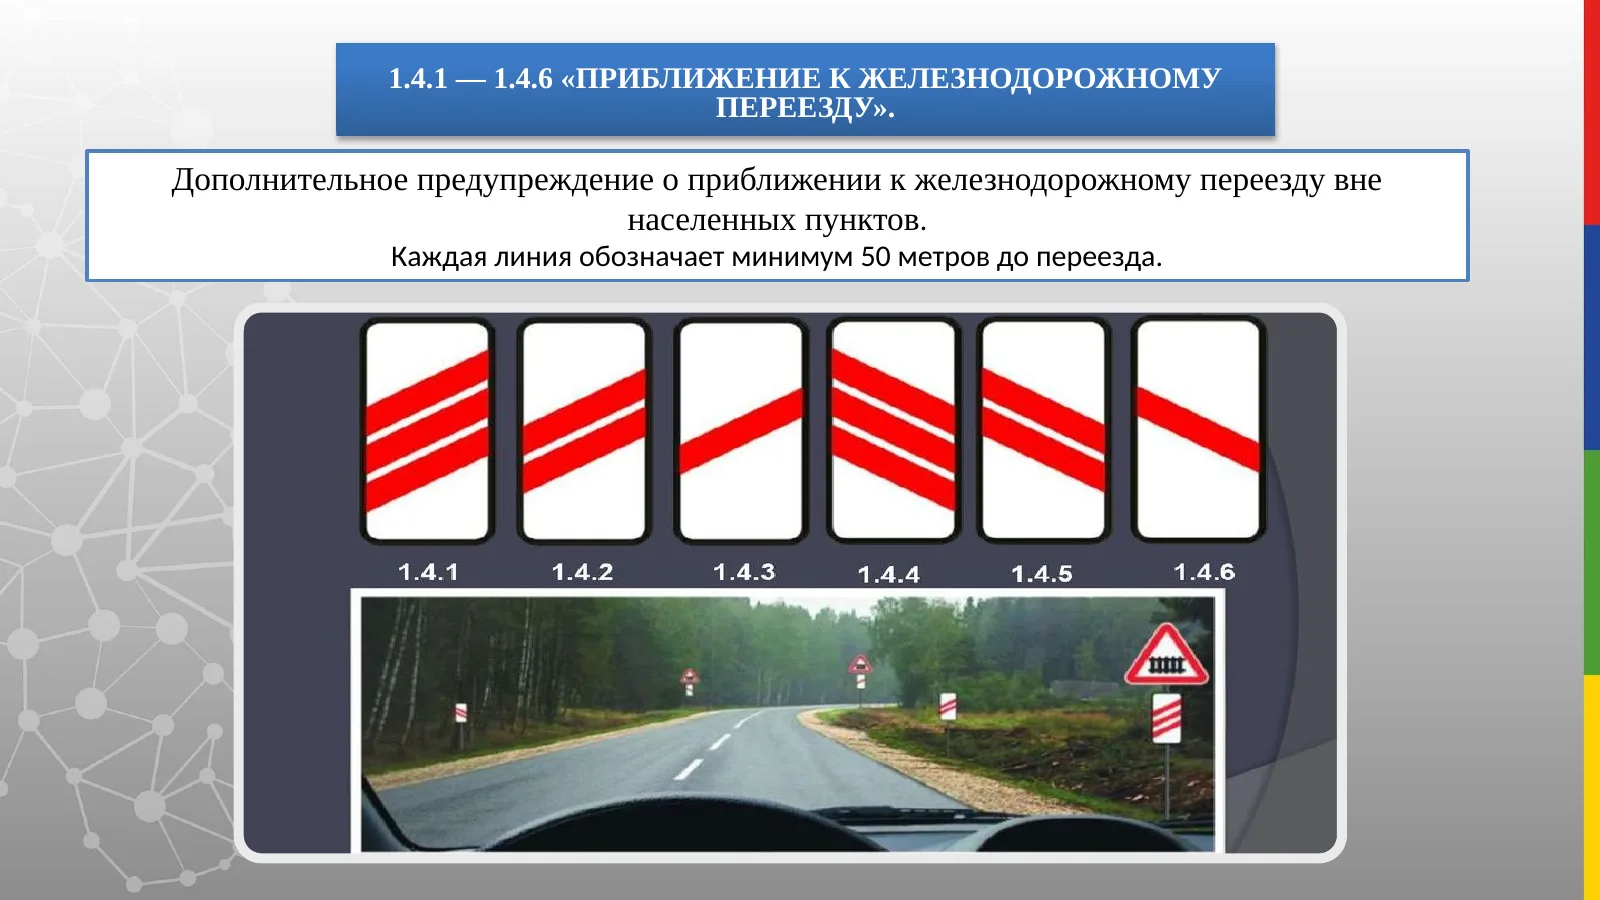 1.4.1 — 1.4.6 «ПРИБЛИЖЕНИЕ К ЖЕЛЕЗНОДОРОЖНОМУ
ПЕРЕЕЗДУ».
Дополнительное предупреждение о приближении к железнодорожному переезду вне
населенных пунктов.
Каждая линия обозначает минимум 50 метров до переезда.
1.4.1 1.4.2 1.4.3 1.4.4 1.4.5 1.4.6